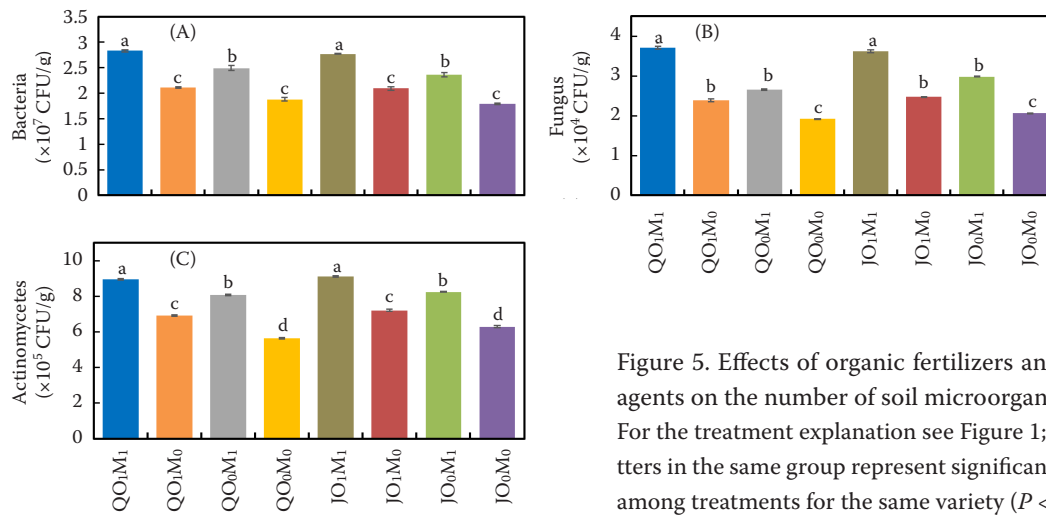 (A)
Bacteria
(×10⁷ CFU/g)
3.5
3
2.5
2
1.5
1
0.5
0
a c b c a c b c
(B)
Fungus
(×10⁴ CFU/g)
4
3
2
1
0
a b b c a b b c
QO₁M₁ QO₁M₀ QO₀M₁ QO₀M₀ JO₁M₁ JO₁M₀ JO₀M₁ JO₀M₀
(C)
Actinomycetes
(×10⁵ CFU/g)
10
8
6
4
2
0
a c b d a c b d
QO₁M₁ QO₁M₀ QO₀M₁ QO₀M₀ JO₁M₁ JO₁M₀ JO₀M₁ JO₀M₀
Figure 5. Effects of organic fertilizers an
agents on the number of soil microorgan
For the treatment explanation see Figure 1;
tters in the same group represent significan
among treatments for the same variety (P <